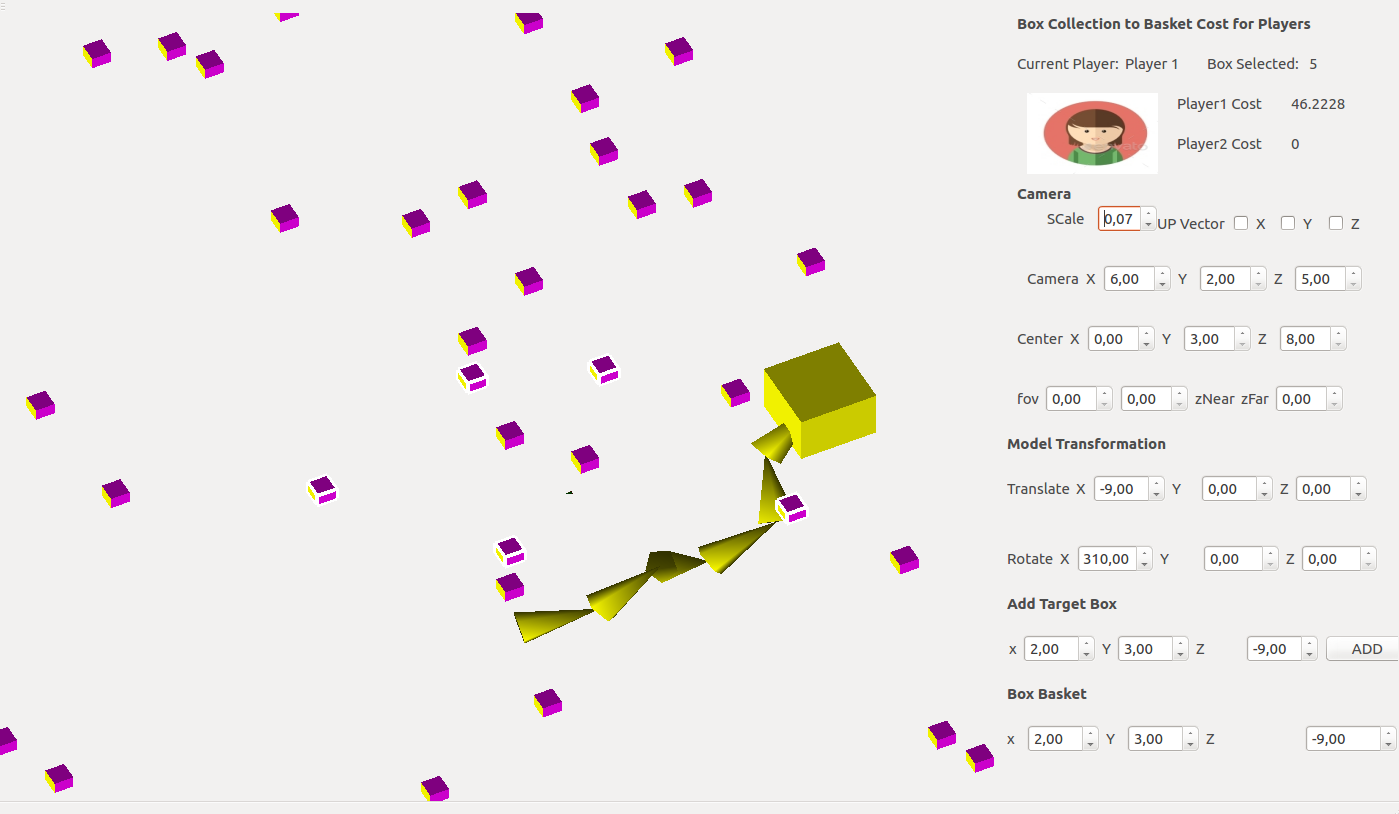 Box Collection to Basket Cost for Players
Current Player: Player 1 Box Selected: 5
Player1 Cost 46.2228
Player2 Cost 0
Camera
SCale 0,07 UP Vector X Y Z
Camera X 6,00 Y 2,00 Z 5,00
Center X 0,00 Y 3,00 Z 8,00
fov 0,00 0,00 zNear zFar 0,00
Model Transformation
Translate X -9,00 Y 0,00 Z 0,00
Rotate X 310,00 Y 0,00 Z 0,00
Add Target Box
x 2,00 Y 3,00 Z -9,00 ADD
Box Basket
x 2,00 Y 3,00 Z -9,00